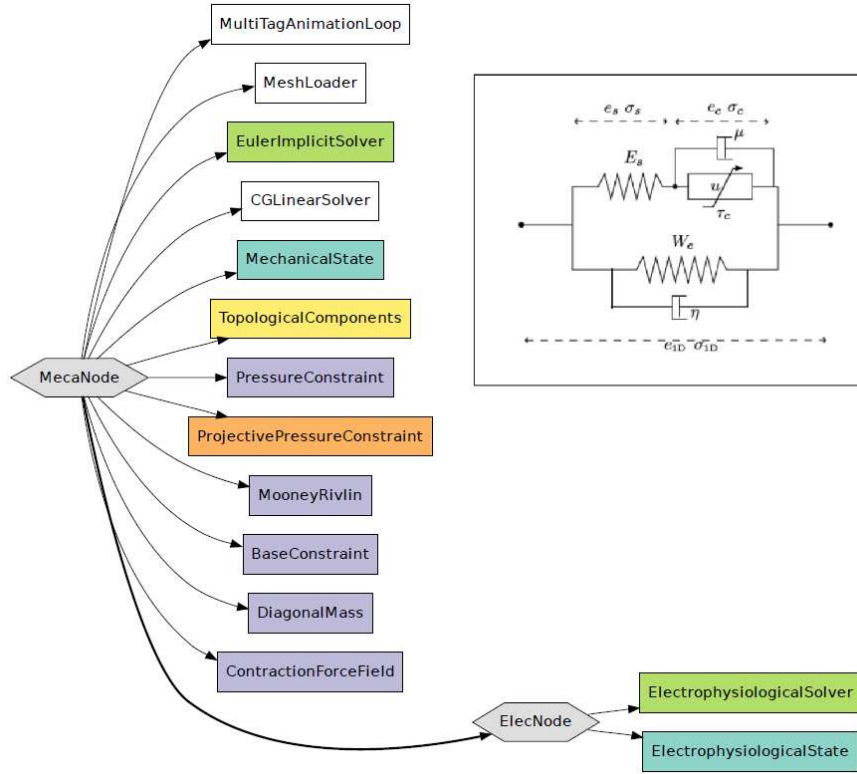 MultiTagAnimationLoop
MeshLoader
EulerImplicitSolver
CGLinearSolver
MechanicalState
TopologicalComponents
MecaNode
PressureConstraint
ProjectivePressureConstraint
MooneyRivlin
BaseConstraint
DiagonalMass
ContractionForceField
ElecNode
ElectrophysiologicalSolver
ElectrophysiologicalState
e_s σ_s e_c σ_c
μ
E_s
u
τ_c
W_e
η
e_1D σ_1D